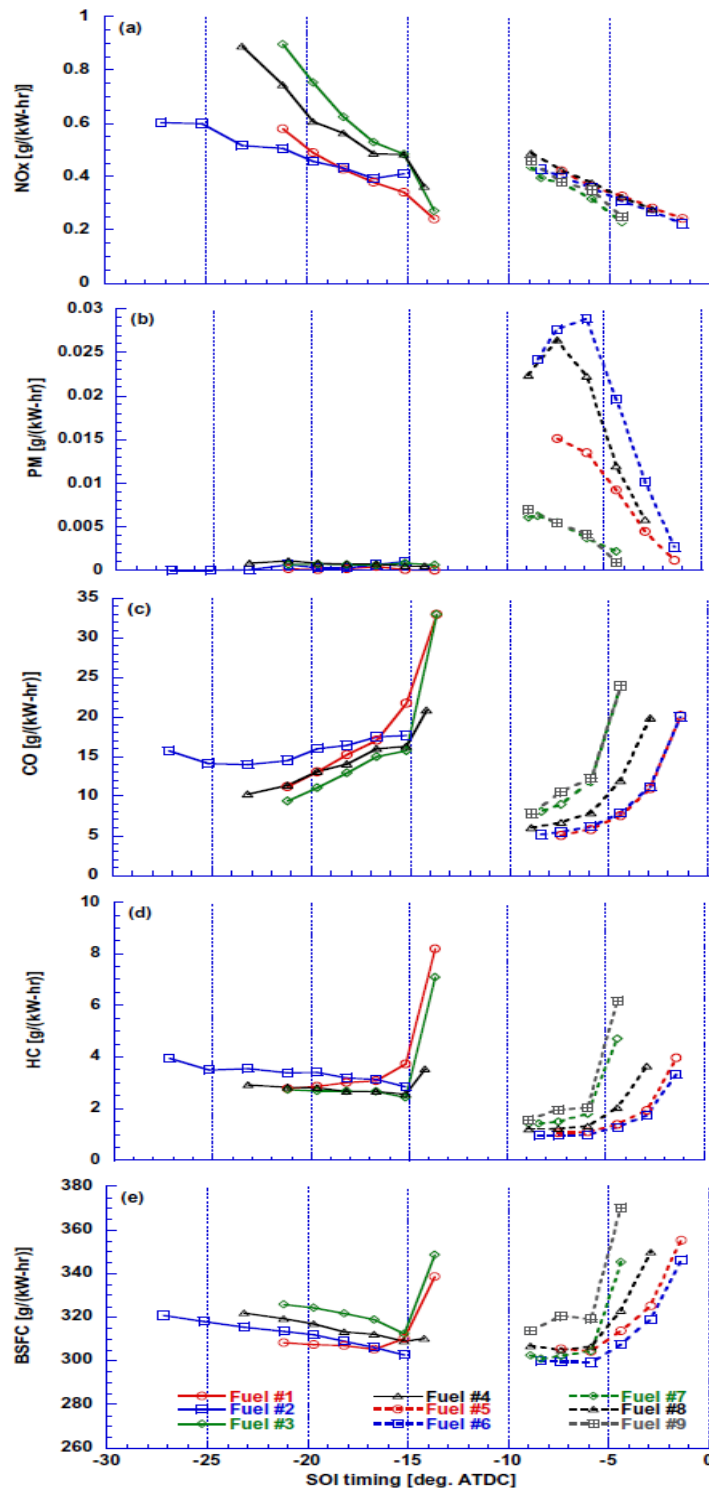 (a)
1
0.8
0.6
0.4
0.2
0
NOx [g/(kW-hr)]
(b)
0.03
0.025
0.02
0.015
0.01
0.005
0
PM [g/(kW-hr)]
(c)
35
30
25
20
15
10
5
0
CO [g/(kW-hr)]
(d)
10
8
6
4
2
0
HC [g/(kW-hr)]
(e)
380
360
340
320
300
280
260
BSFC [g/(kW-hr)]
Fuel #1 Fuel #4 Fuel #7
Fuel #2 Fuel #5 Fuel #8
Fuel #3 Fuel #6 Fuel #9
-30 -25 -20 -15 -10 -5 0
SOI timing [deg. ATDC]